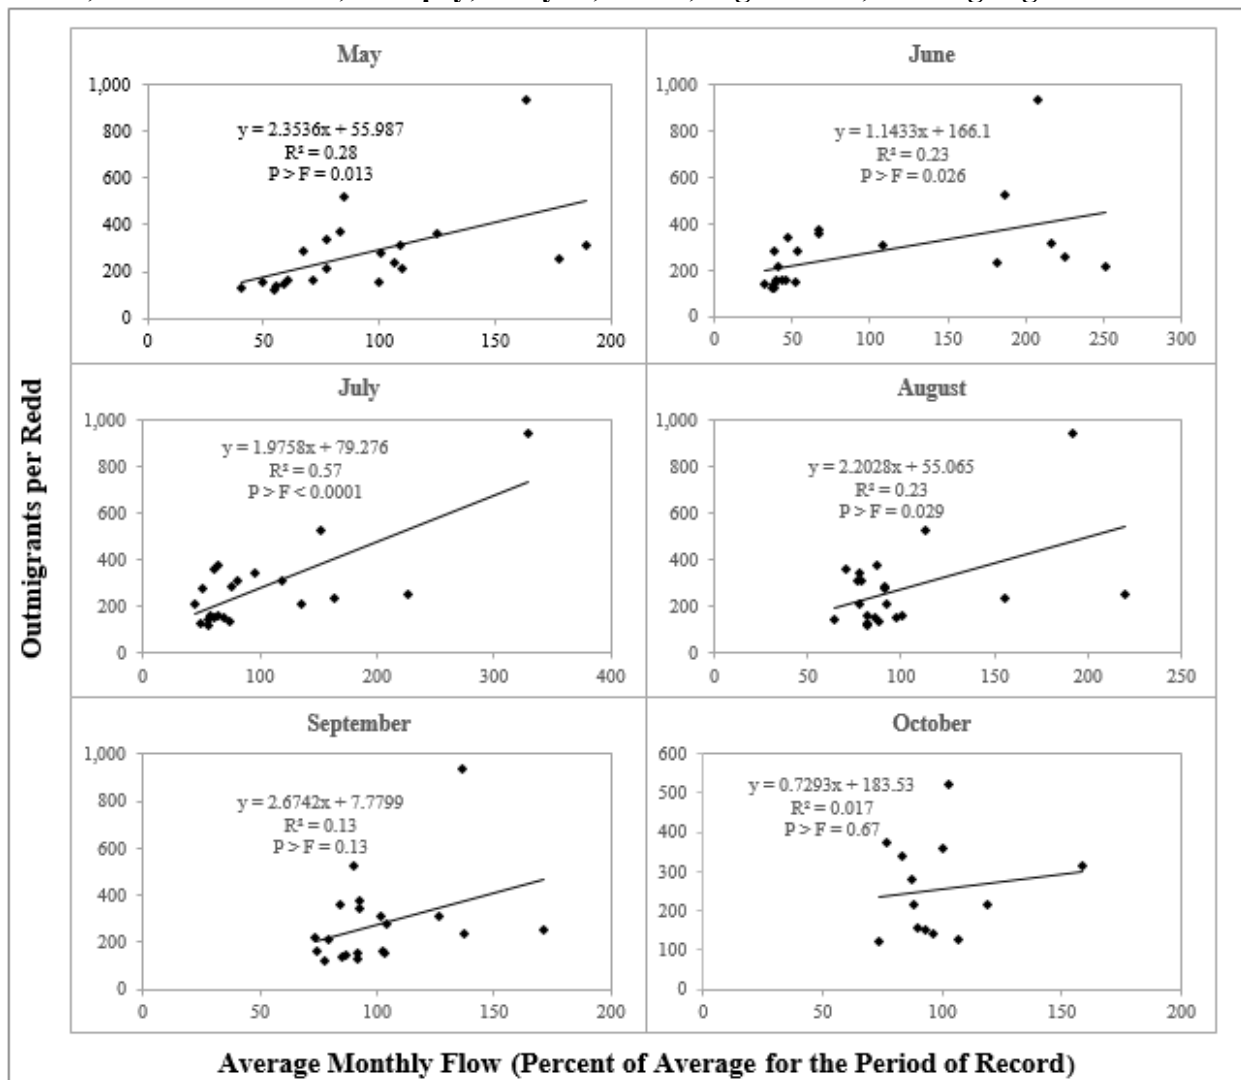 May
1,000
800
600
400
200
0
0 50 100 150 200
y = 2.3536x + 55.987
R² = 0.28
P > F = 0.013
June
1,000
800
600
400
200
0
0 50 100 150 200 250 300
y = 1.1433x + 166.1
R² = 0.23
P > F = 0.026
July
1,000
800
600
400
200
0
0 100 200 300 400
y = 1.9758x + 79.276
R² = 0.57
P > F < 0.0001
August
1,000
800
600
400
200
0
0 50 100 150 200 250
y = 2.2028x + 55.065
R² = 0.23
P > F = 0.029
September
1,000
800
600
400
200
0
0 50 100 150 200
y = 2.6742x + 7.7799
R² = 0.13
P > F = 0.13
October
600
500
400
300
200
100
0
0 50 100 150 200
y = 0.7293x + 183.53
R² = 0.017
P > F = 0.67
Outmigrants per Redd
Average Monthly Flow (Percent of Average for the Period of Record)